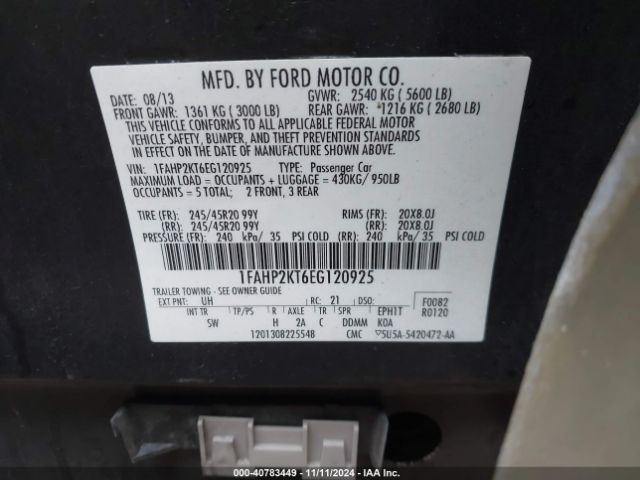 MFD. BY FORD MOTOR CO.
DATE: 08/13 GVWR: 2540 KG ( 5600 LB)
FRONT GAWR: 1361 KG ( 3000 LB) REAR GAWR: *1216 KG ( 2680 LB)
THIS VEHICLE CONFORMS TO ALL APPLICABLE FEDERAL MOTOR
VEHICLE SAFETY, BUMPER, AND THEFT PREVENTION STANDARDS
IN EFFECT ON THE DATE OF MANUFACTURE SHOWN ABOVE.
VIN: 1FAHP2KT6EG120925 TYPE: Passenger Car
MAXIMUM LOAD = OCCUPANTS + LUGGAGE = 430KG/ 950LB
OCCUPANTS = 5 TOTAL; 2 FRONT, 3 REAR
TIRE (FR): 245/45R20 99Y RIMS (FR): 20X8.0J
(RR): 245/45R20 99Y (RR): 20X8.0J
PRESSURE (FR): 240 kPa/ 35 PSI COLD (RR): 240 kPa/ 35 PSI COLD
1FAHP2KT6EG120925
TRAILER TOWING - SEE OWNER GUIDE
EXT PNT: UH RC: 21 DSO: F0082
INT TR TP/PS R AXLE TR SPR EPH1T R0120
SW H 2A C DDMM KOA
120130822554B CMC 5U5A-5420472-AA
000-40783449 - 11/11/2024 - IAA Inc.